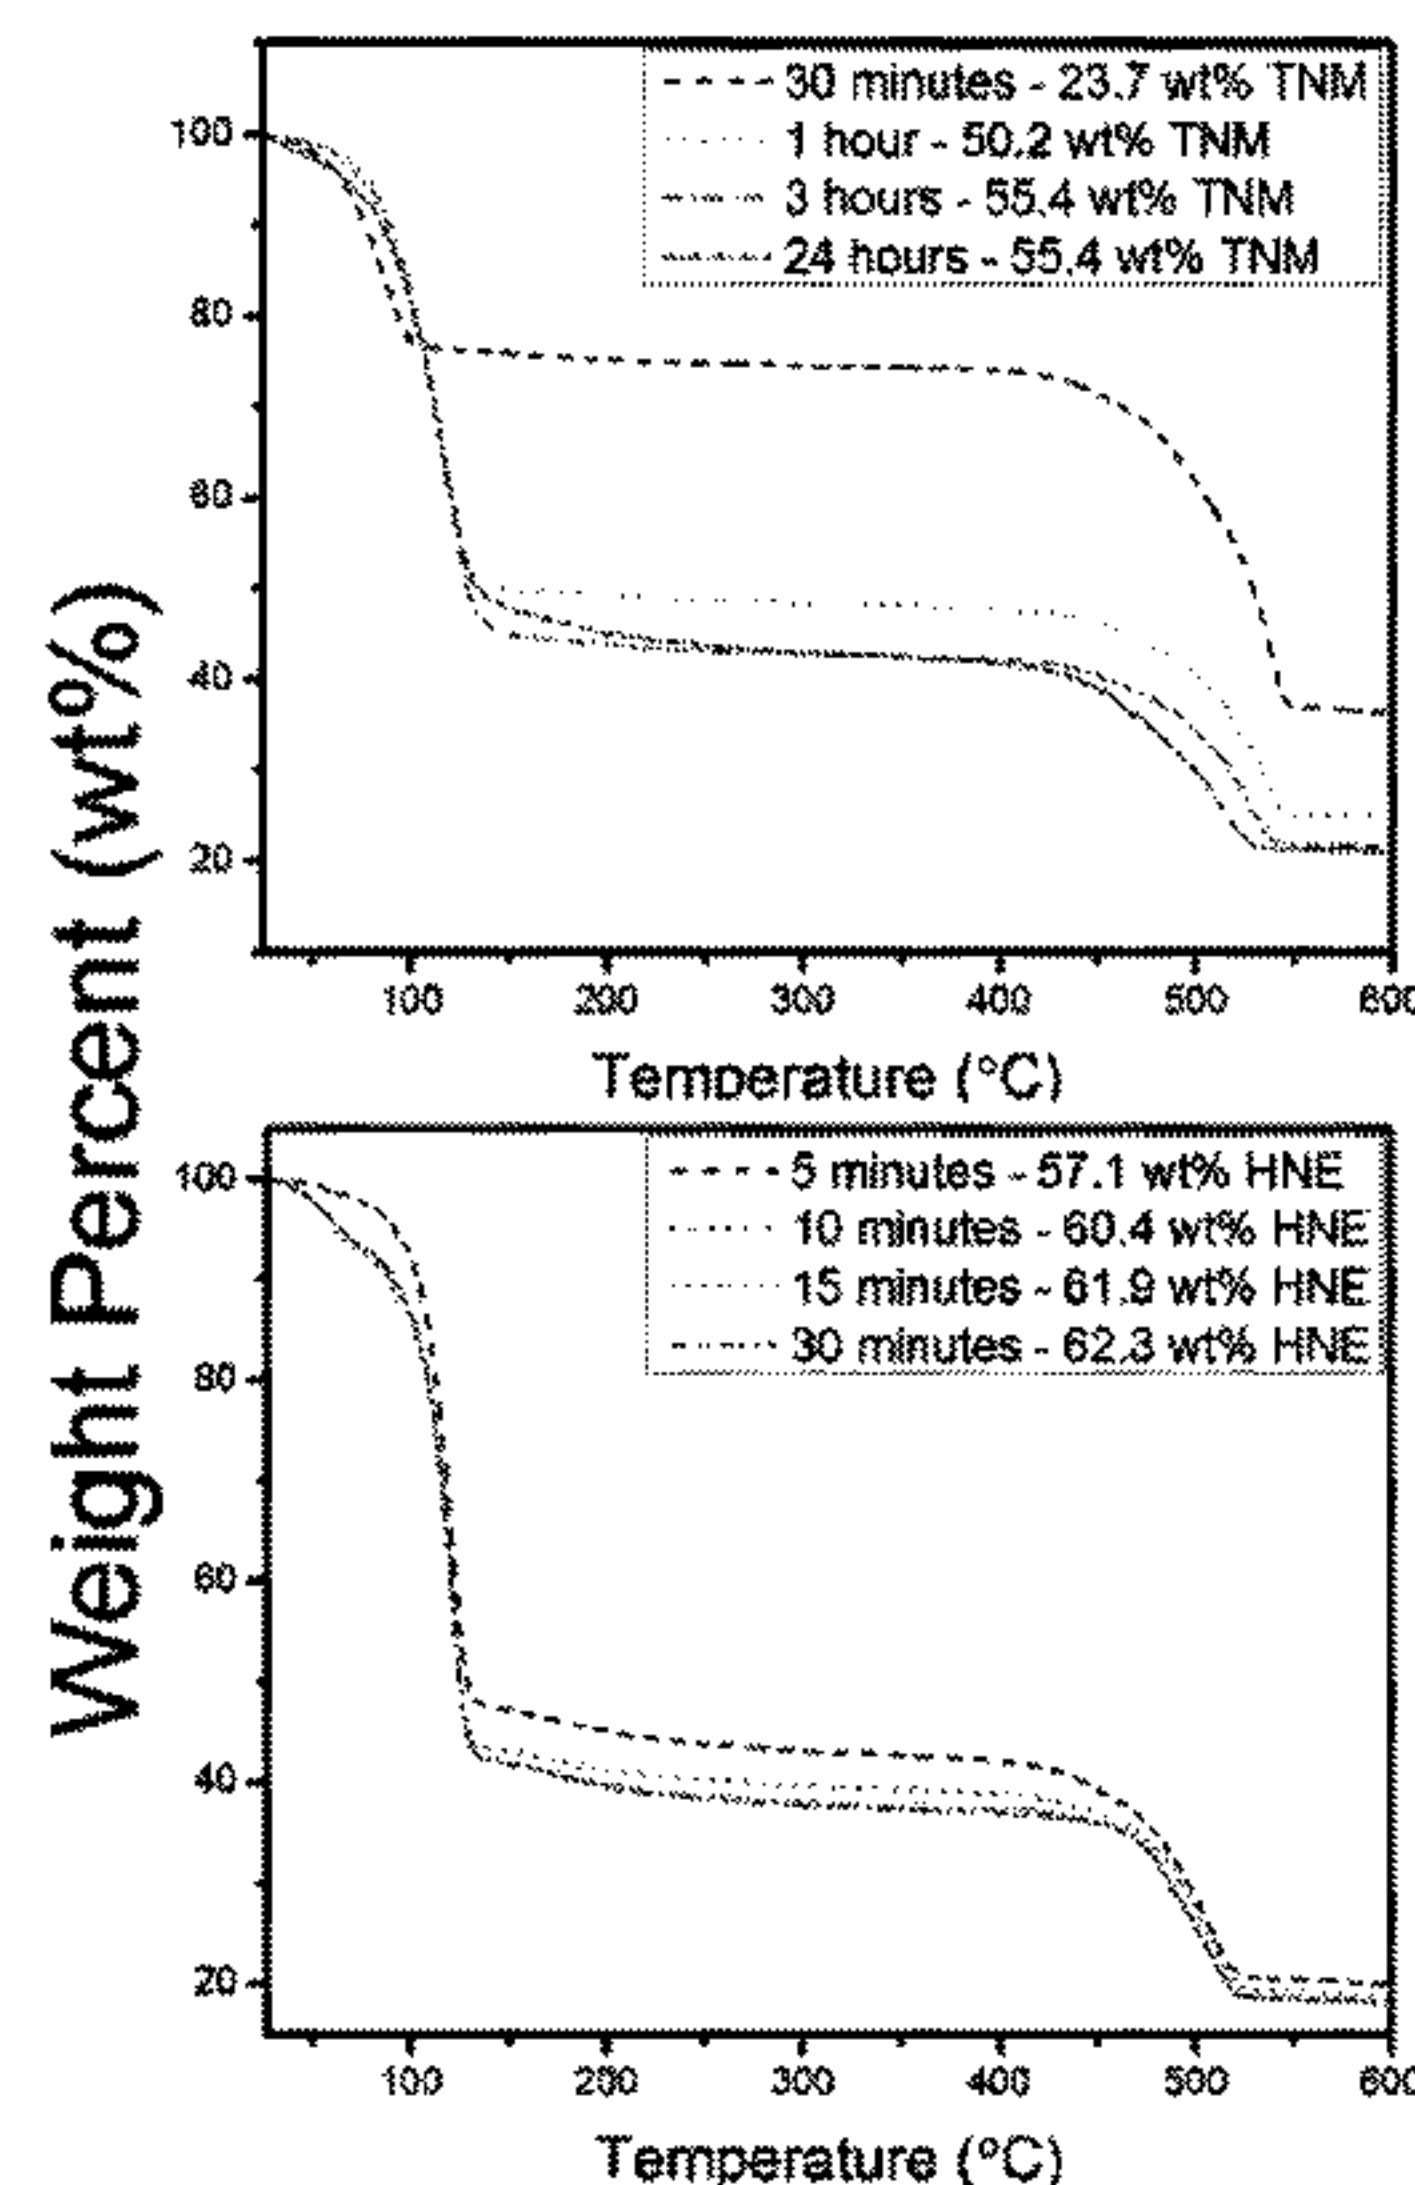 Weight Percent (wt%)
30 minutes - 23.7 wt% TNM
1 hour - 50.2 wt% TNM
3 hours - 55.4 wt% TNM
24 hours - 55.4 wt% TNM
100
80
60
40
20
100 200 300 400 500 600
Temperature (°C)
5 minutes - 57.1 wt% HNE
10 minutes - 60.4 wt% HNE
15 minutes - 61.9 wt% HNE
30 minutes - 62.3 wt% HNE
100
80
60
40
20
100 200 300 400 500 600
Temperature (°C)